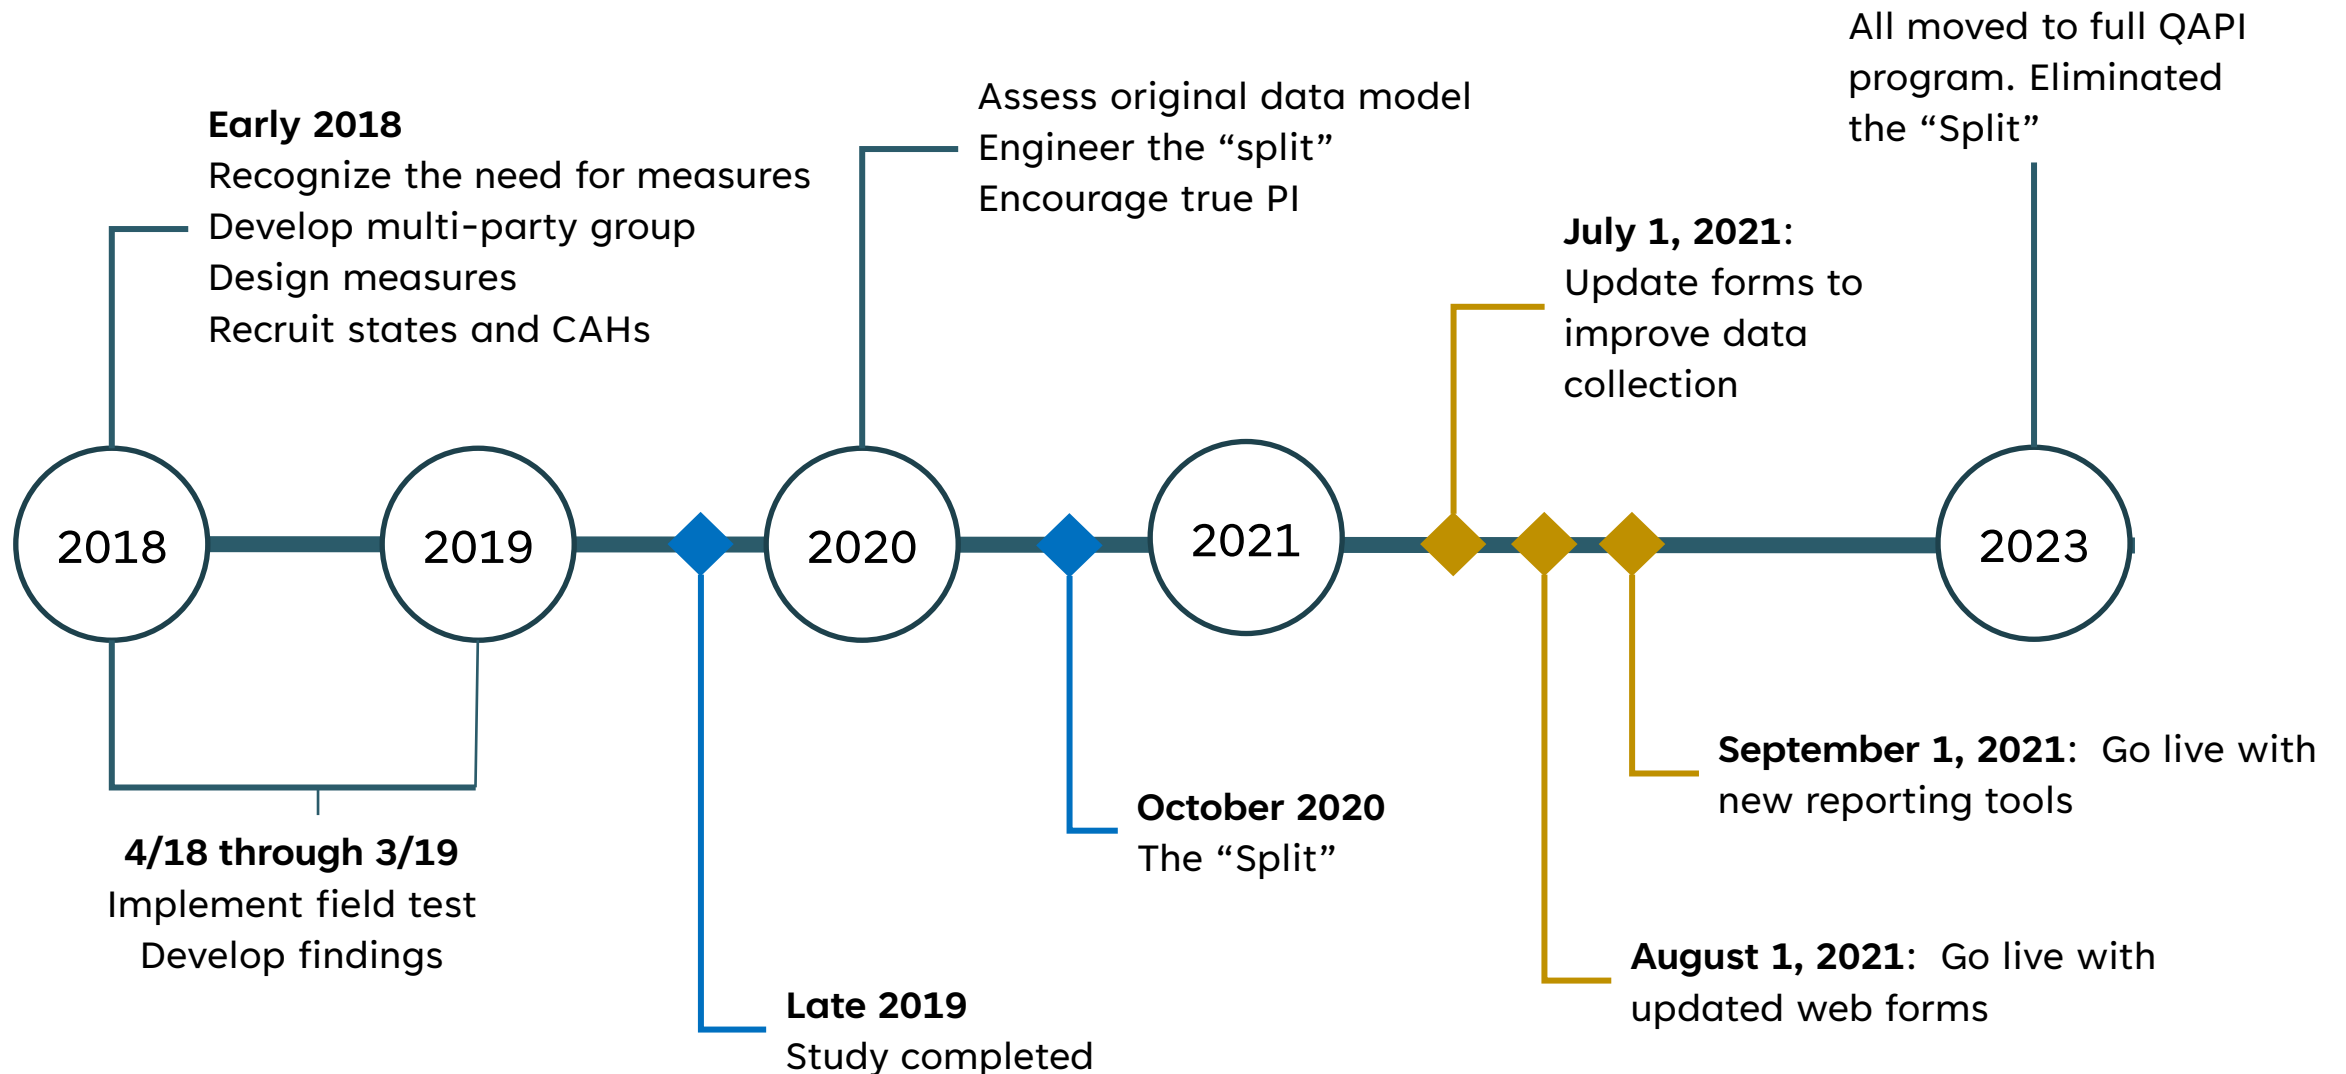 All moved to full QAPI
program. Eliminated
the “Split”
Assess original data model
Engineer the “split”
Encourage true PI
Early 2018
Recognize the need for measures
Develop multi-party group
Design measures
Recruit states and CAHs
July 1, 2021:
Update forms to
improve data
collection
2018
2019
2020
2021
2023
4/18 through 3/19
Implement field test
Develop findings
Late 2019
Study completed
October 2020
The “Split”
September 1, 2021:  Go live with
new reporting tools
August 1, 2021:  Go live with
updated web forms